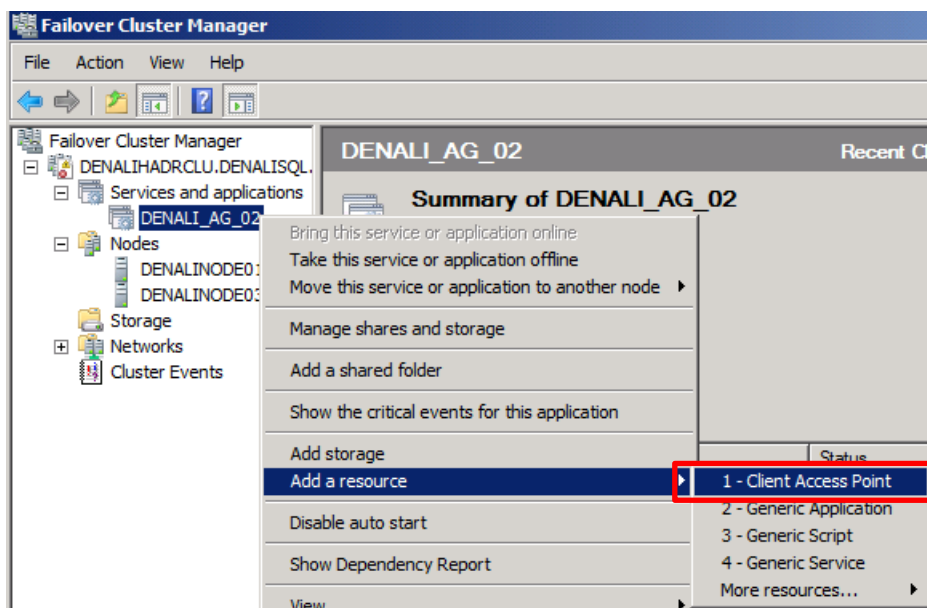 Failover Cluster Manager
File Action View Help
Failover Cluster Manager
DENALIHADRCLU.DENALISQL.
Services and applications
DENALI_AG_02
Nodes
DENALINODE01
DENALINODE03
Storage
Networks
Cluster Events
DENALI_AG_02 Recent Cl
Summary of DENALI_AG_02
Bring this service or application online
Take this service or application offline
Move this service or application to another node
Manage shares and storage
Add a shared folder
Show the critical events for this application
Add storage
Add a resource
Disable auto start
Show Dependency Report
View
Status
1 - Client Access Point
2 - Generic Application
3 - Generic Script
4 - Generic Service
More resources...